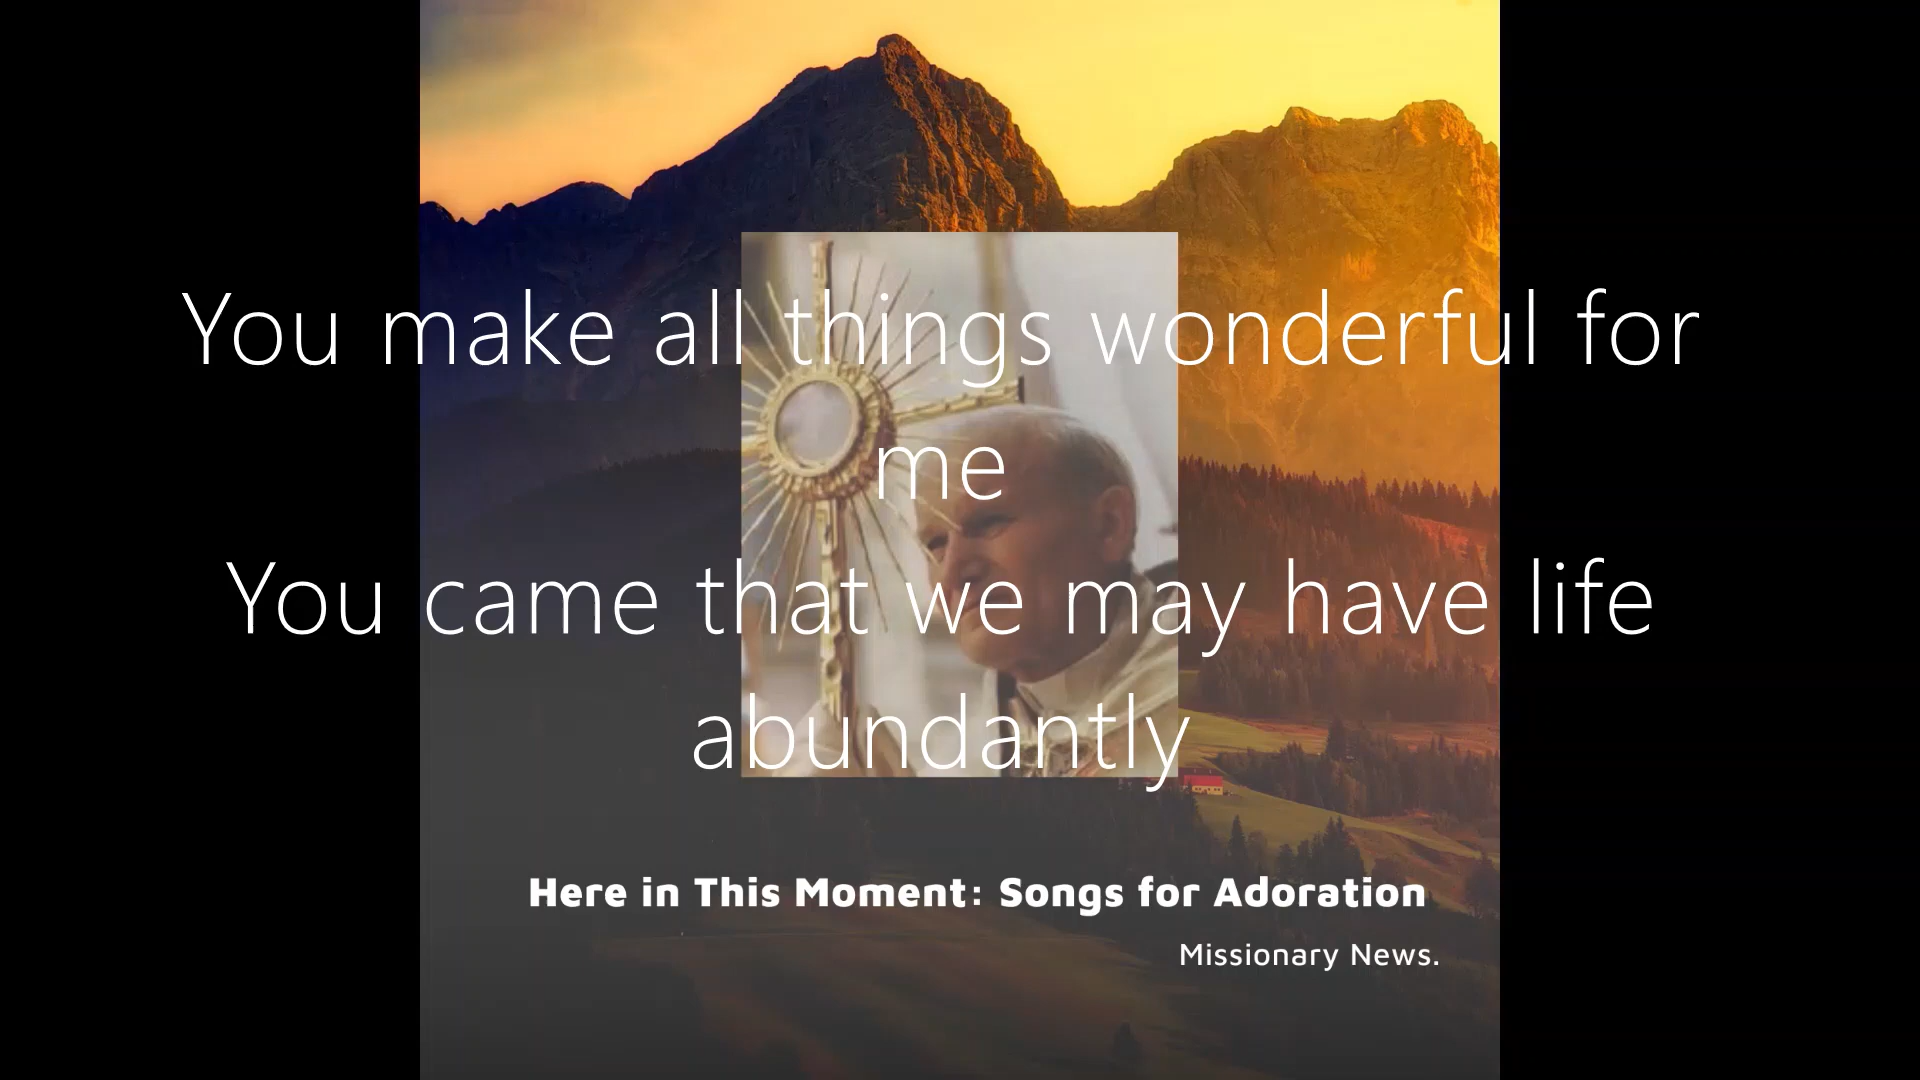 You make all things wonderful for
me
You came that we may have life
abundantly
Here in This Moment: Songs for Adoration
Missionary News.